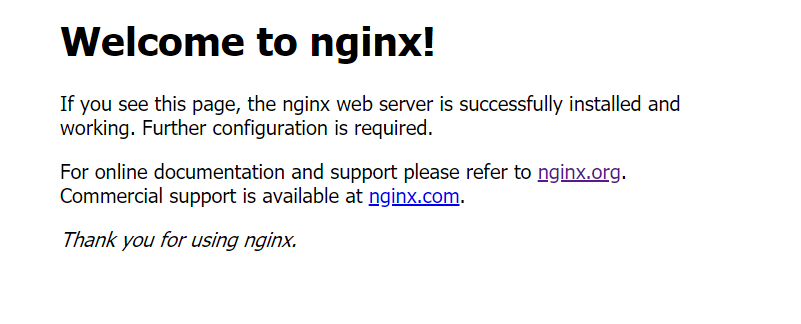 Welcome to nginx!
If you see this page, the nginx web server is successfully installed and
working. Further configuration is required.
For online documentation and support please refer to nginx.org.
Commercial support is available at nginx.com.
Thank you for using nginx.